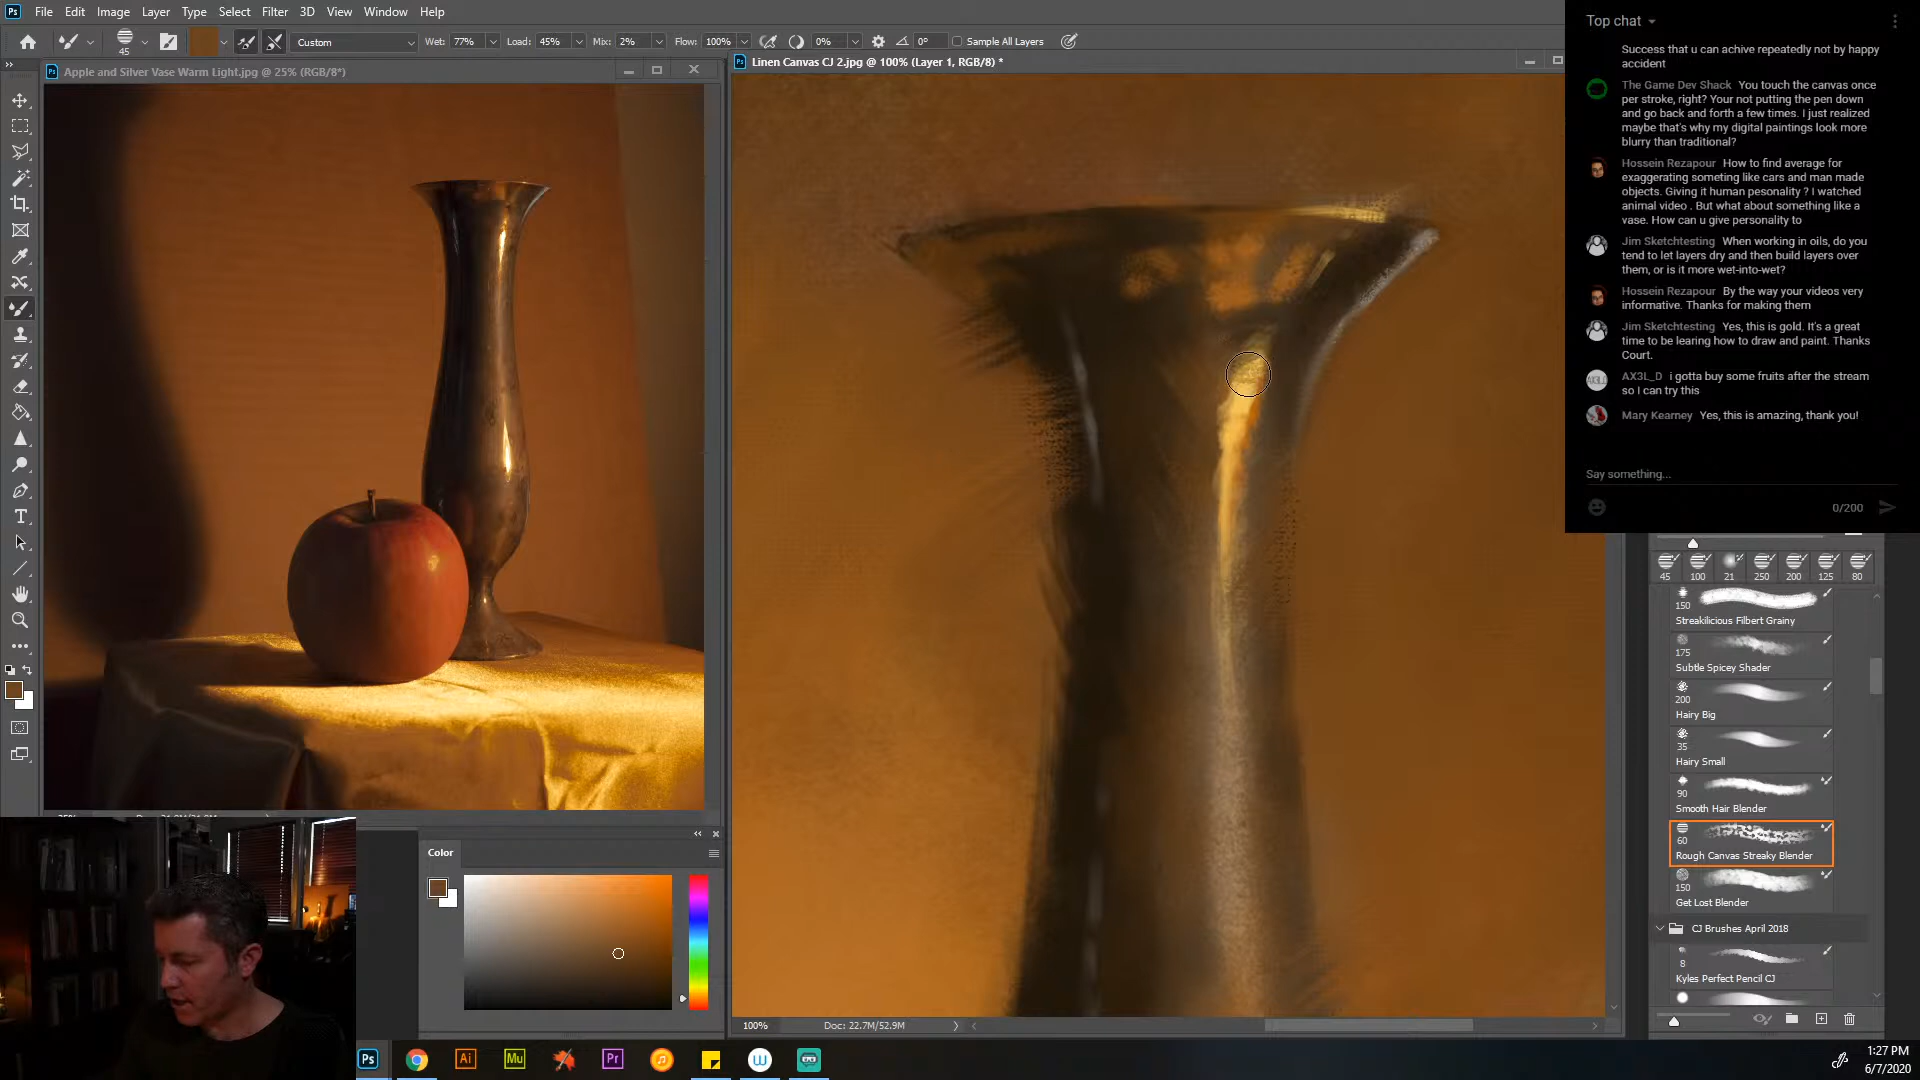 Ps File Edit Image Layer Type Select Filter 3D View Window Help
45 Custom Wet: 77% Load: 45% Mix: 2% Flow: 100% 0% 0° Sample All Layers
Apple and Silver Vase Warm Light.jpg @ 25% (RGB/8*)
Linen Canvas CJ 2.jpg @ 100% (Layer 1, RGB/8) *
Top chat
Success that u can achive repeatedly not by happy
accident
The Game Dev Shack You touch the canvas once
per stroke, right? Your not putting the pen down
and go back and forth a few times. I just realized
maybe that's why my digital paintings look more
blurry than traditional?
Hossein Rezapour How to find average for
exaggerating someting like cars and man made
objects. Giving it human pesonality ? I watched
animal video . But what about something like a
vase. How can u give personality to
Jim Sketchtesting When working in oils, do you
tend to let layers dry and then build layers over
them, or is it more wet-into-wet?
Hossein Rezapour By the way your videos very
informative. Thanks for making them
Jim Sketchtesting Yes, this is gold. It's a great
time to be learing how to draw and paint. Thanks
Court.
AX3L_D i gotta buy some fruits after the stream
so I can try this
Mary Kearney Yes, this is amazing, thank you!
Say something...
0/200
45 100 21 250 200 125 80
150
Streakilicious Filbert Grainy
175
Subtle Spicey Shader
200
Hairy Big
35
Hairy Small
90
Smooth Hair Blender
60
Rough Canvas Streaky Blender
150
Get Lost Blender
CJ Brushes April 2018
8
Kyles Perfect Pencil CJ
Color
100% Doc: 22.7M/52.9M
Ps Ai Mu Pr
1:27 PM
6/7/2020